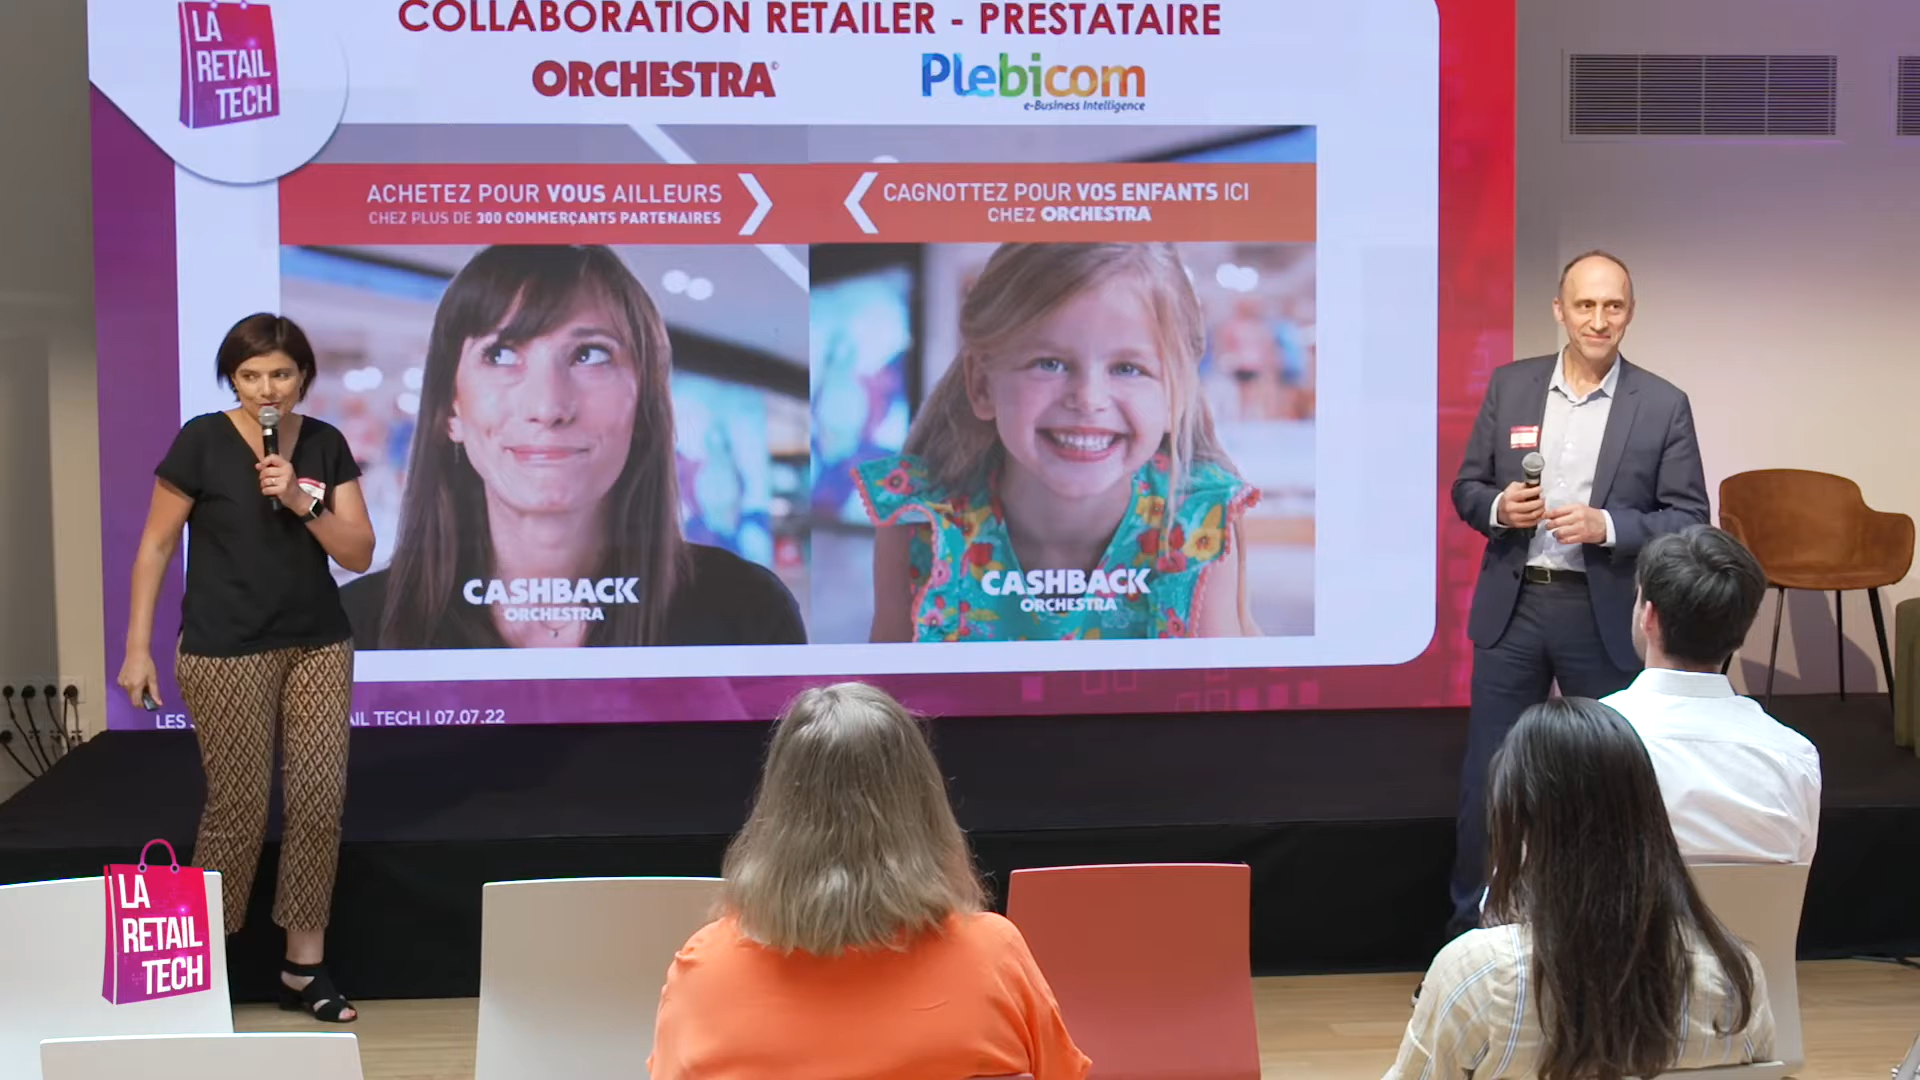 COLLABORATION RETAILER - PRESTATAIRE
LA
RETAIL
TECH
ORCHESTRA
Plebicom
e-Business Intelligence
ACHETEZ POUR VOUS AILLEURS
CHEZ PLUS DE 300 COMMERÇANTS PARTENAIRES
CAGNOTTEZ POUR VOS ENFANTS ICI
CHEZ ORCHESTRA
CASHBACK
ORCHESTRA
CASHBACK
ORCHESTRA
LES AIL TECH | 07.07.22
LA
RETAIL
TECH